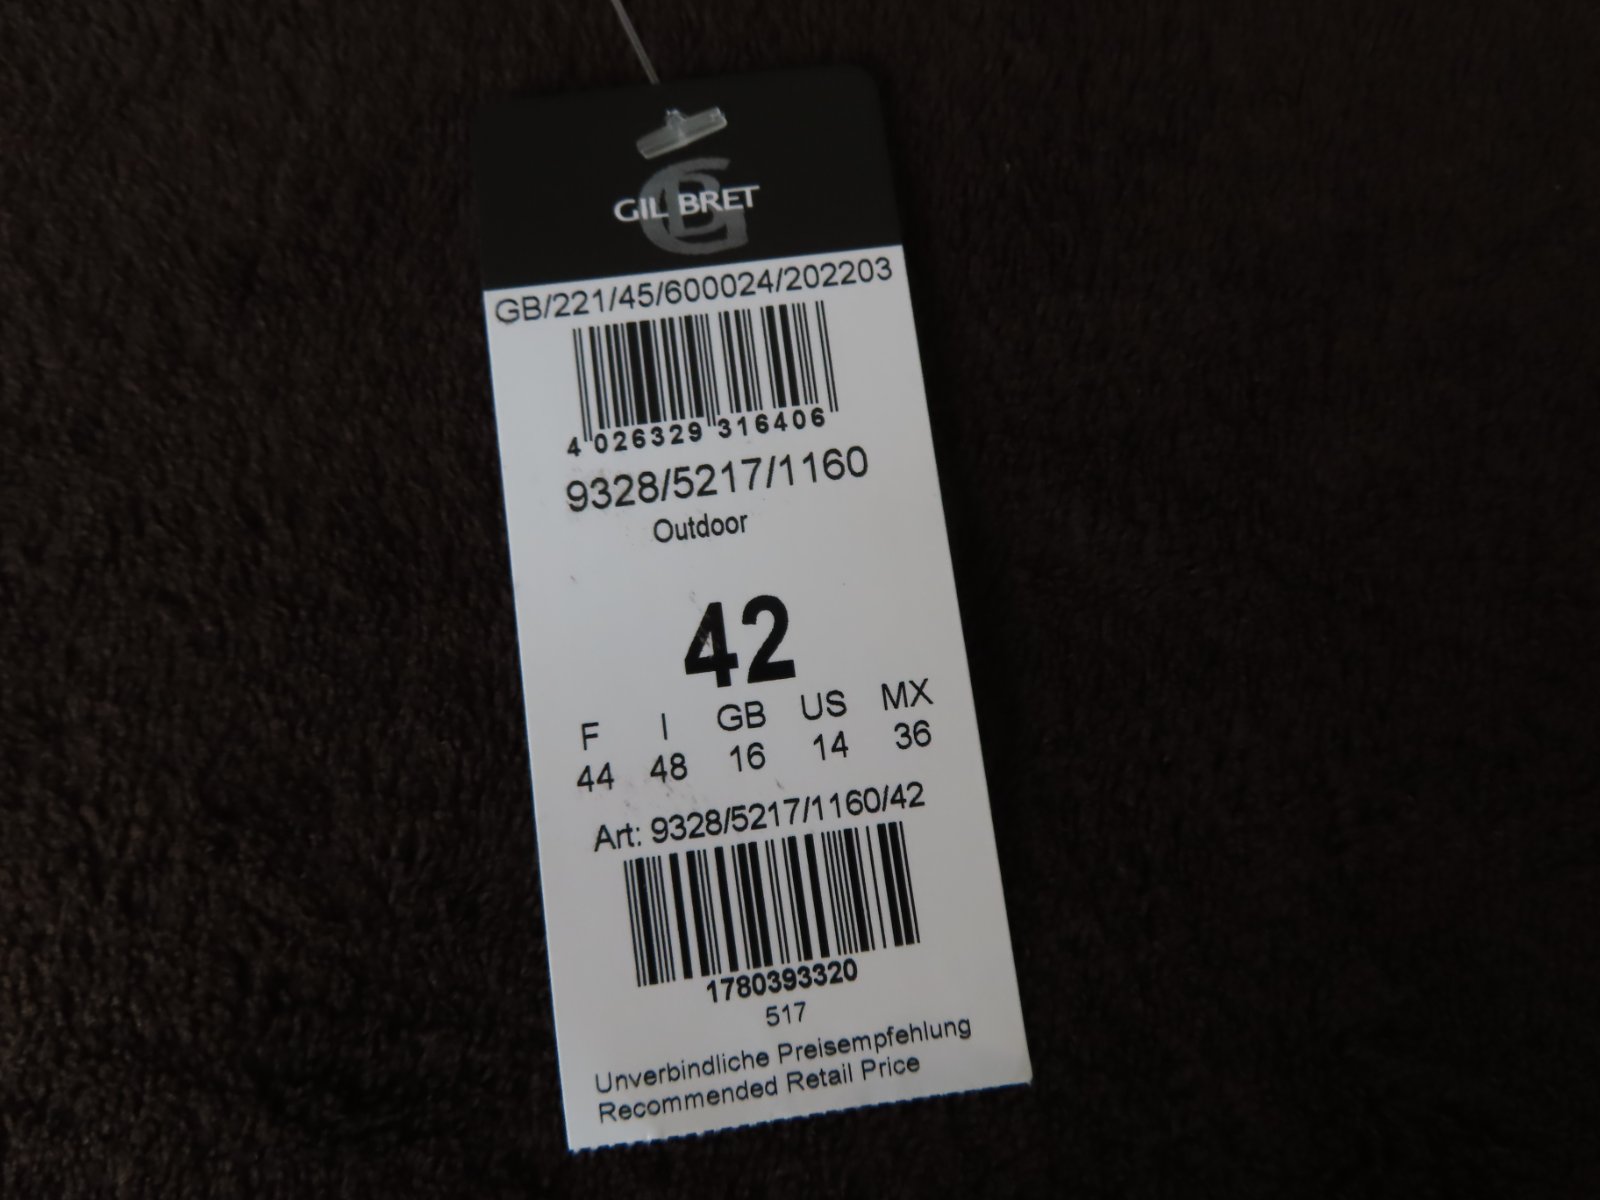 GIL BRET
GB/221/45/600024/202203
4 026329 316406
9328/5217/1160
Outdoor
42
F I GB US MX
44 48 16 14 36
Art: 9328/5217/1160/42
1780393320
517
Unverbindliche Preisempfehlung
Recommended Retail Price